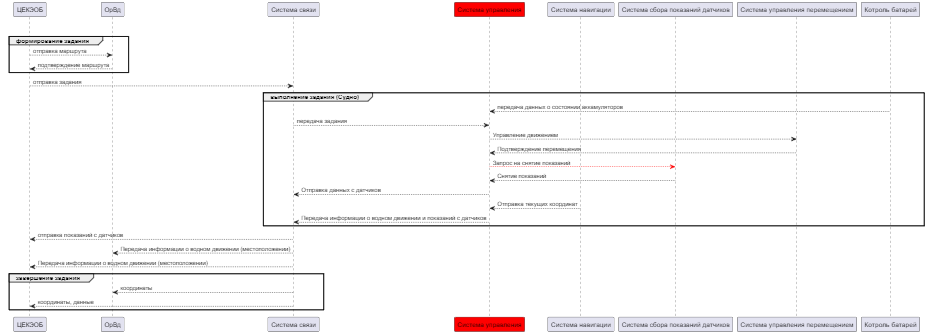 ЦЕКЗОБ ОрВд Система связи Система управления Система навигации Система сбора показаний датчиков Система управления перемещением Котроль батарей
формирование задания
отправка маршрута
подтверждение маршрута
отправка задания
выполнение задания (Судно)
передача данных о состоянии аккамуляторов
передача задания
Управление движением
Подтверждение перемещения
Запрос на снятие показаний
Снятие показаний
Отправка данных с датчиков
Отправка текущих координат
Передача информации о водном движении и показаний с датчиков
отправка показаний с датчиков
Передача информации о водном движении (местоположении)
Передача информации о водном движении (местоположении)
завершение задания
координаты
координаты, данные
ЦЕКЗОБ ОрВд Система связи Система управления Система навигации Система сбора показаний датчиков Система управления перемещением Котроль батарей